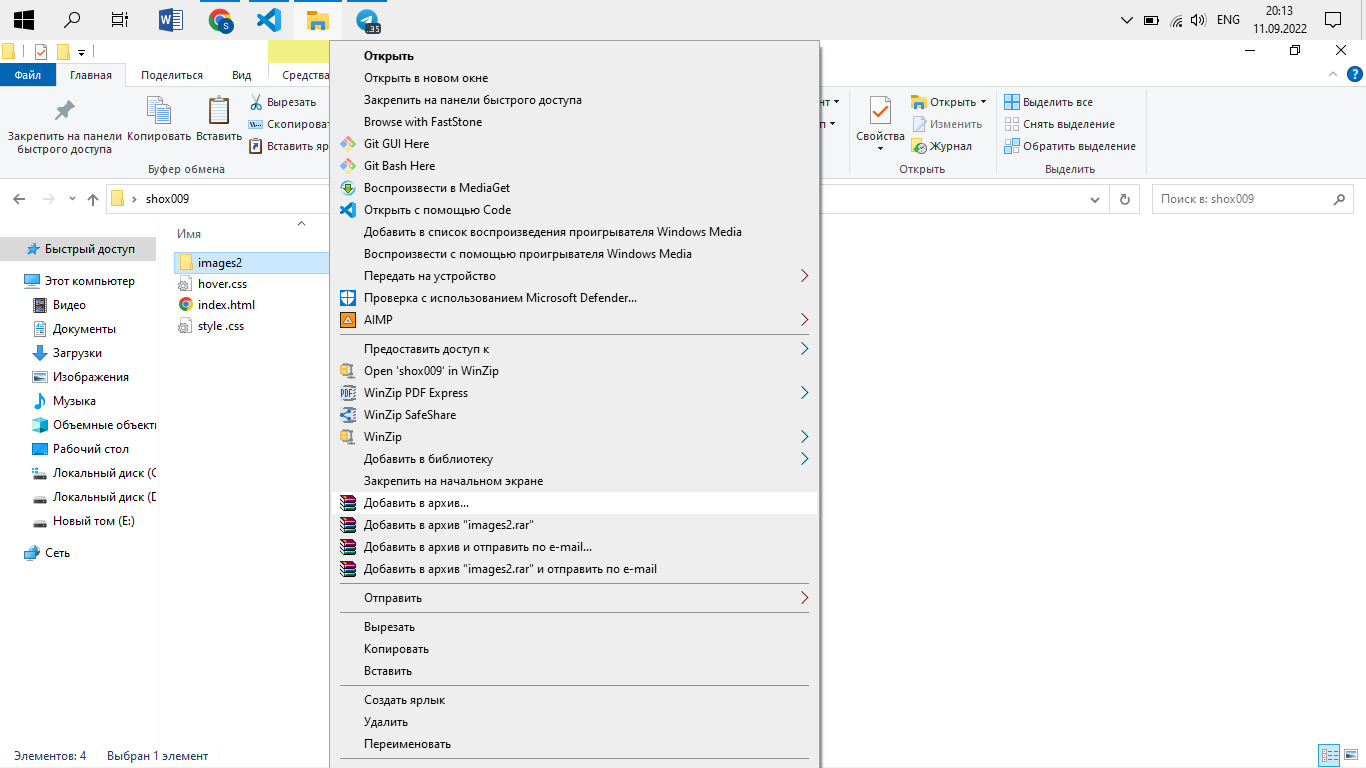 .35
ENG
20:13
11.09.2022
Файл
Главная
Поделиться
Вид
Средства
Закрепить на панели
быстрого доступа
Копировать
Вставить
Вырезать
Скопироват
Вставить яр
Буфер обмена
нт
п
Свойства
Открыть
Изменить
Журнал
Открыть
Выделить все
Снять выделение
Обратить выделение
Выделить
shox009
Поиск в: shox009
Быстрый доступ
Этот компьютер
Видео
Документы
Загрузки
Изображения
Музыка
Объемные объекты
Рабочий стол
Локальный диск (C
Локальный диск (D
Новый том (E:)
Сеть
Имя
images2
hover.css
index.html
style .css
Открыть
Открыть в новом окне
Закрепить на панели быстрого доступа
Browse with FastStone
Git GUI Here
Git Bash Here
Воспроизвести в MediaGet
Открыть с помощью Code
Добавить в список воспроизведения проигрывателя Windows Media
Воспроизвести с помощью проигрывателя Windows Media
Передать на устройство
Проверка с использованием Microsoft Defender...
AIMP
Предоставить доступ к
Open 'shox009' in WinZip
WinZip PDF Express
WinZip SafeShare
WinZip
Добавить в библиотеку
Закрепить на начальном экране
Добавить в архив...
Добавить в архив "images2.rar"
Добавить в архив и отправить по e-mail...
Добавить в архив "images2.rar" и отправить по e-mail
Отправить
Вырезать
Копировать
Вставить
Создать ярлык
Удалить
Переименовать
Элементов: 4
Выбран 1 элемент